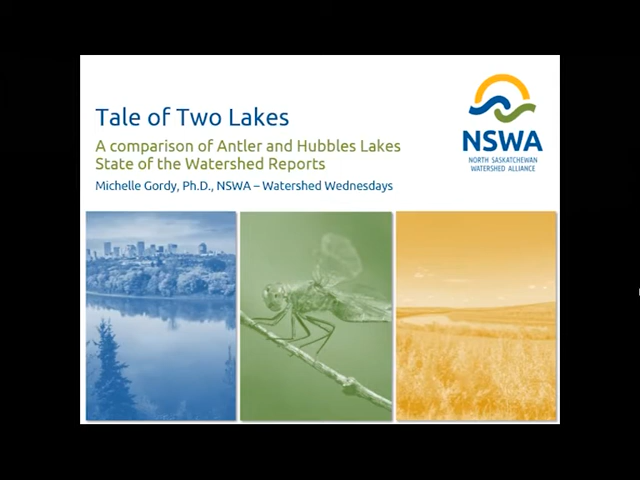 Tale of Two Lakes
A comparison of Antler and Hubbles Lakes
State of the Watershed Reports
Michelle Gordy, Ph.D., NSWA – Watershed Wednesdays
NSWA
NORTH SASKATCHEWAN
WATERSHED ALLIANCE